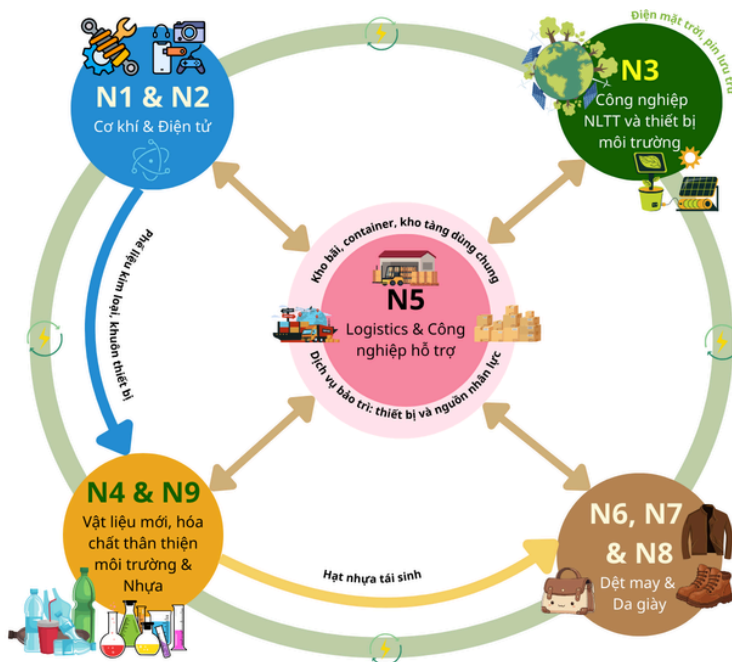 N1 & N2
Cơ khí & Điện tử
Điện mặt trời, pin lưu trữ
N3
Công nghiệp
NLTT và thiết bị
môi trường
Phế liệu kim loại, khuôn thiết bị
Kho bãi, container, kho tàng dùng chung
N5
Logistics & Công
nghiệp hỗ trợ
Dịch vụ bảo trì: thiết bị và nguồn nhân lực
N4 & N9
Vật liệu mới, hóa
chất thân thiện
môi trường &
Nhựa
Hạt nhựa tái sinh
N6, N7
& N8
Dệt may &
Da giày